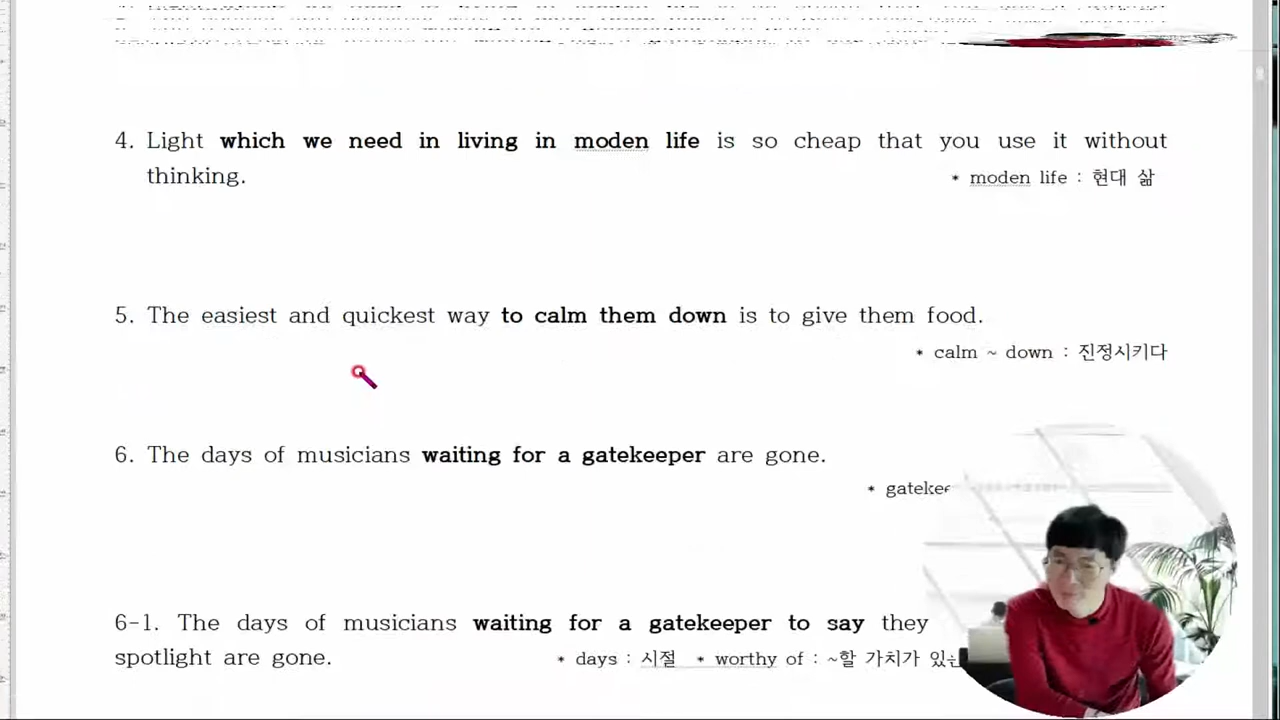 4. Light which we need in living in moden life is so cheap that you use it without
thinking.
* moden life : 현대 삶
5. The easiest and quickest way to calm them down is to give them food.
* calm ~ down : 진정시키다
6. The days of musicians waiting for a gatekeeper are gone.
6-1. The days of musicians waiting for a gatekeeper to say they
spotlight are gone.
* days : 시절 * worthy of : ~할 가치가